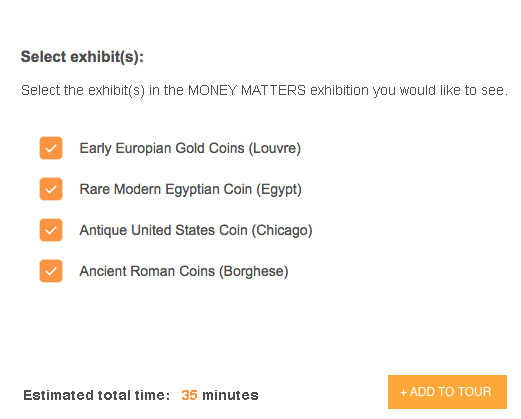 Select exhibit(s):
Select the exhibit(s) in the MONEY MATTERS exhibition you would like to see.
Early Europian Gold Coins (Louvre)
Rare Modern Egyptian Coin (Egypt)
Antique United States Coin (Chicago)
Ancient Roman Coins (Borghese)
Estimated total time: 35 minutes
+ ADD TO TOUR